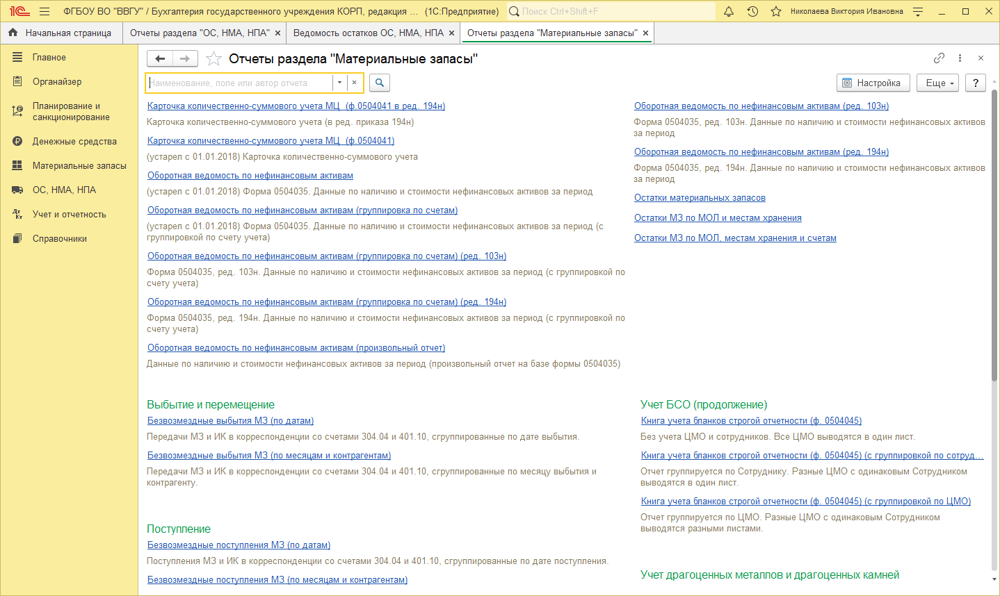 ФГБОУ ВО "ВВГУ" / Бухгалтерия государственного учреждения КОРП, редакция ... (1С:Предприятие)
Поиск Ctrl+Shift+F
Николаева Виктория Ивановна
Начальная страница
Отчеты раздела "ОС, НМА, НПА" ×
Ведомость остатков ОС, НМА, НПА ×
Отчеты раздела "Материальные запасы" ×
Главное
Органайзер
Планирование и
санкционирование
Денежные средства
Материальные запасы
ОС, НМА, НПА
Учет и отчетность
Справочники
Отчеты раздела "Материальные запасы"
Наименование, поле или автор отчета
Настройка
Еще
?
Карточка количественно-суммового учета МЦ (ф.0504041 в ред. 194н)
Карточка количественно-суммового учета (в ред. приказа 194н)
Карточка количественно-суммового учета МЦ (ф.0504041)
(устарел с 01.01.2018) Карточка количественно-суммового учета
Оборотная ведомость по нефинансовым активам
(устарел с 01.01.2018) Форма 0504035. Данные по наличию и стоимости нефинансовых активов за период
Оборотная ведомость по нефинансовым активам (группировка по счетам)
(устарел с 01.01.2018) Форма 0504035. Данные по наличию и стоимости нефинансовых активов за период (с
группировкой по счету учета)
Оборотная ведомость по нефинансовым активам (группировка по счетам) (ред. 103н)
Форма 0504035, ред. 103н. Данные по наличию и стоимости нефинансовых активов за период (с группировкой по
счету учета)
Оборотная ведомость по нефинансовым активам (группировка по счетам) (ред. 194н)
Форма 0504035, ред. 194н. Данные по наличию и стоимости нефинансовых активов за период (с группировкой по
счету учета)
Оборотная ведомость по нефинансовым активам (произвольный отчет)
Данные по наличию и стоимости нефинансовых активов за период (произвольный отчет на базе формы 0504035)
Оборотная ведомость по нефинансовым активам (ред. 103н)
Форма 0504035, ред. 103н. Данные по наличию и стоимости нефинансовых активов
за период
Оборотная ведомость по нефинансовым активам (ред. 194н)
Форма 0504035, ред. 194н. Данные по наличию и стоимости нефинансовых активов
за период
Остатки материальных запасов
Остатки МЗ по МОЛ и местам хранения
Остатки МЗ по МОЛ, местам хранения и счетам
Выбытие и перемещение
Безвозмездные выбытия МЗ (по датам)
Передачи МЗ и ИК в корреспонденции со счетами 304.04 и 401.10, сгруппированные по дате выбытия.
Безвозмездные выбытия МЗ (по месяцам и контрагентам)
Передачи МЗ и ИК в корреспонденции со счетами 304.04 и 401.10, сгруппированные по месяцу выбытия и
контрагенту.
Поступление
Безвозмездные поступления МЗ (по датам)
Поступления МЗ и ИК в корреспонденции со счетами 304.04 и 401.10, сгруппированные по дате поступления.
Безвозмездные поступления МЗ (по месяцам и контрагентам)
Учет БСО (продолжение)
Книга учета бланков строгой отчетности (ф. 0504045)
Без учета ЦМО и сотрудников. Все ЦМО выводятся в один лист.
Книга учета бланков строгой отчетности (ф. 0504045) (с группировкой по сотруд...
Отчет группируется по Сотруднику. Разные ЦМО с одинаковым Сотрудником
выводятся в один лист.
Книга учета бланков строгой отчетности (ф. 0504045) (с группировкой по ЦМО)
Отчет группируется по ЦМО. Разные ЦМО с одинаковым Сотрудником
выводятся разными листами.
Учет драгоценных металлов и драгоценных камней